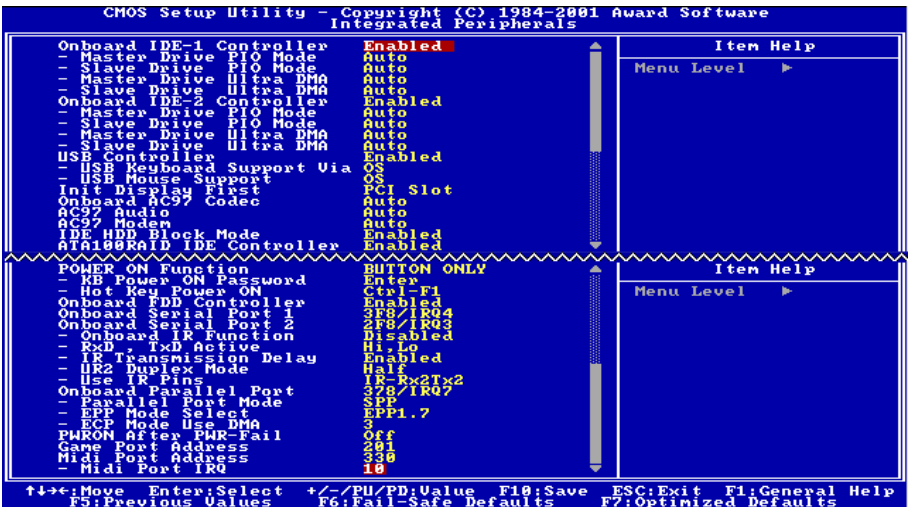 CMOS Setup Utility - Copyright (C) 1984-2001 Award Software
Integrated Peripherals
Onboard IDE-1 Controller Enabled
- Master Drive PIO Mode Auto
- Slave Drive PIO Mode Auto
- Master Drive Ultra DMA Auto
- Slave Drive Ultra DMA Auto
Onboard IDE-2 Controller Enabled
- Master Drive PIO Mode Auto
- Slave Drive PIO Mode Auto
- Master Drive Ultra DMA Auto
- Slave Drive Ultra DMA Auto
USB Controller Enabled
- USB Keyboard Support Via OS
- USB Mouse Support OS
Init Display First PCI Slot
Onboard AC97 Codec Auto
AC97 Audio Auto
AC97 Modem Auto
IDE HDD Block Mode Enabled
ATA100RAID IDE Controller Enabled
Item Help
Menu Level
POWER ON Function BUTTON ONLY
- KB Power ON Password Enter
- Hot Key Power ON Ctrl-F1
Onboard FDD Controller Enabled
Onboard Serial Port 1 3F8/IRQ4
Onboard Serial Port 2 2F8/IRQ3
- Onboard IR Function Disabled
- RxD , TxD Active Hi,Lo
- IR Transmission Delay Enabled
- UR2 Duplex Mode Half
- Use IR Pins IR-Rx2Tx2
Onboard Parallel Port 378/IRQ7
- Parallel Port Mode SPP
- EPP Mode Select EPP1.7
- ECP Mode Use DMA 3
PWRON After PWR-Fail Off
Game Port Address 201
Midi Port Address 330
- Midi Port IRQ 10
Item Help
Menu Level
↑↓→←:Move Enter:Select +/-/PU/PD:Value F10:Save ESC:Exit F1:General Help
F5:Previous Values F6:Fail-Safe Defaults F7:Optimized Defaults